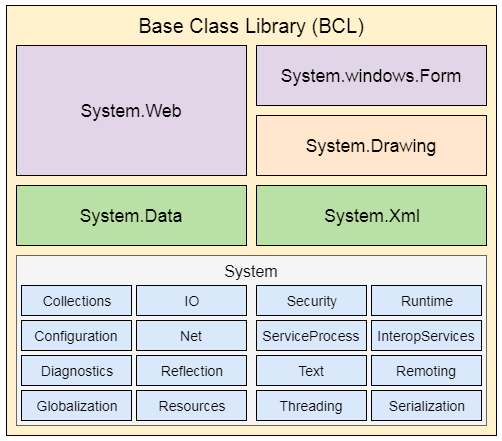 Base Class Library (BCL)
System.Web
System.windows.Form
System.Drawing
System.Data
System.Xml
System
Collections
IO
Security
Runtime
Configuration
Net
ServiceProcess
InteropServices
Diagnostics
Reflection
Text
Remoting
Globalization
Resources
Threading
Serialization